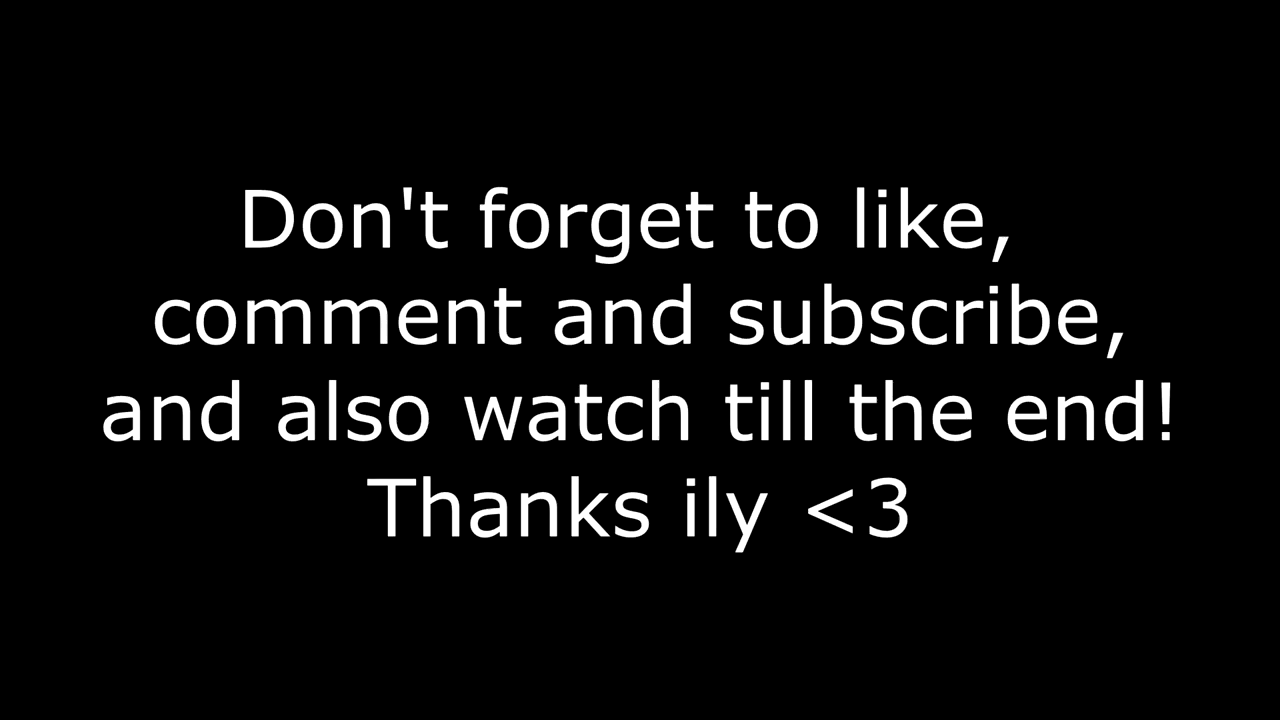 Don't forget to like,
comment and subscribe,
and also watch till the end!
Thanks ily <3